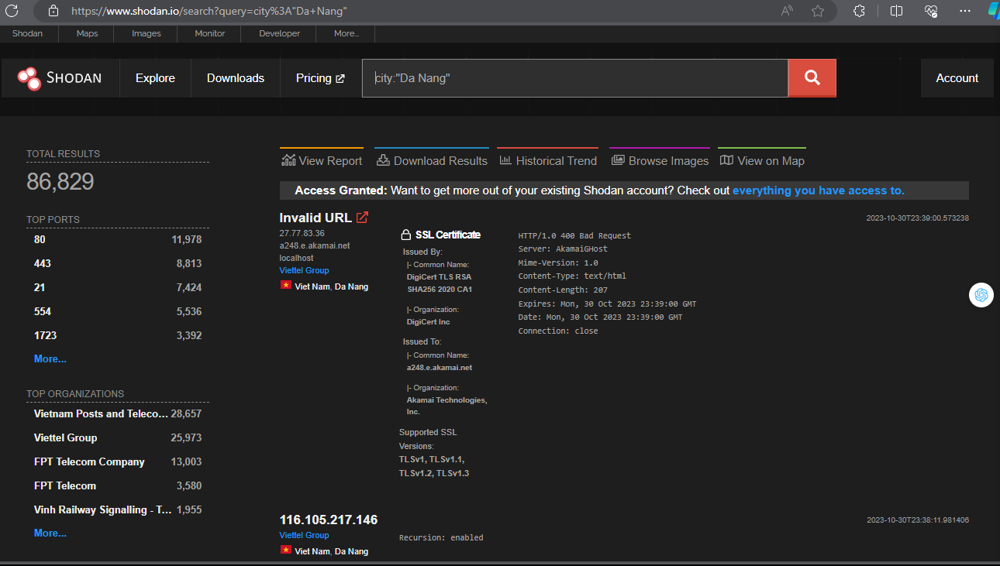 https://www.shodan.io/search?query=city%3A"Da+Nang"
Shodan
Maps
Images
Monitor
Developer
More...
SHODAN
Explore
Downloads
Pricing
city:"Da Nang"
Account
TOTAL RESULTS
86,829
TOP PORTS
80 11,978
443 8,813
21 7,424
554 5,536
1723 3,392
More...
TOP ORGANIZATIONS
Vietnam Posts and Teleco... 28,657
Viettel Group 25,973
FPT Telecom Company 13,003
FPT Telecom 3,580
Vinh Railway Signalling - T... 1,955
More...
View Report
Download Results
Historical Trend
Browse Images
View on Map
Access Granted: Want to get more out of your existing Shodan account? Check out everything you have access to.
Invalid URL
2023-10-30T23:39:00.573238
27.77.83.36
a248.e.akamai.net
localhost
Viettel Group
Viet Nam, Da Nang
SSL Certificate
Issued By:
|- Common Name:
DigiCert TLS RSA
SHA256 2020 CA1
|- Organization:
DigiCert Inc
Issued To:
|- Common Name:
a248.e.akamai.net
|- Organization:
Akamai Technologies,
Inc.
Supported SSL
Versions:
TLSv1, TLSv1.1,
TLSv1.2, TLSv1.3
HTTP/1.0 400 Bad Request
Server: AkamaiGHost
Mime-Version: 1.0
Content-Type: text/html
Content-Length: 207
Expires: Mon, 30 Oct 2023 23:39:00 GMT
Date: Mon, 30 Oct 2023 23:39:00 GMT
Connection: close
116.105.217.146
2023-10-30T23:38:11.981406
Viettel Group
Viet Nam, Da Nang
Recursion: enabled